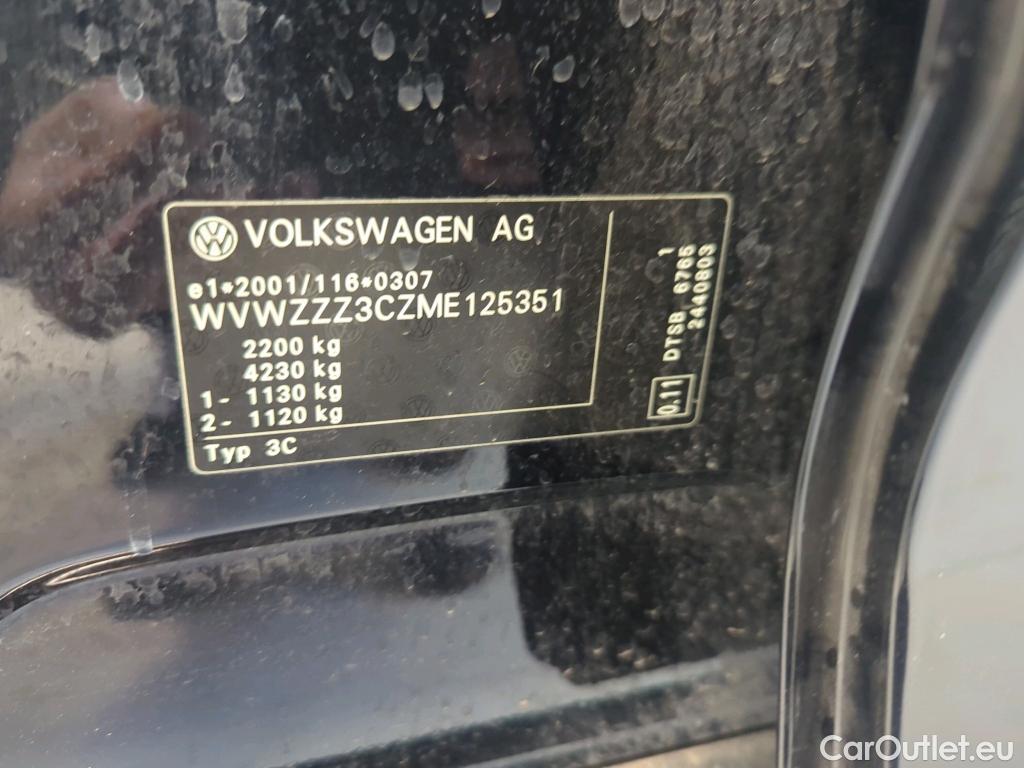 VOLKSWAGEN AG
e1*2001/116*0307
WVWZZZ3CZME125351
2200 kg
4230 kg
1- 1130 kg
2- 1120 kg
Typ 3C
0.11 DTSB 6765 1
2440803
CarOutlet.eu